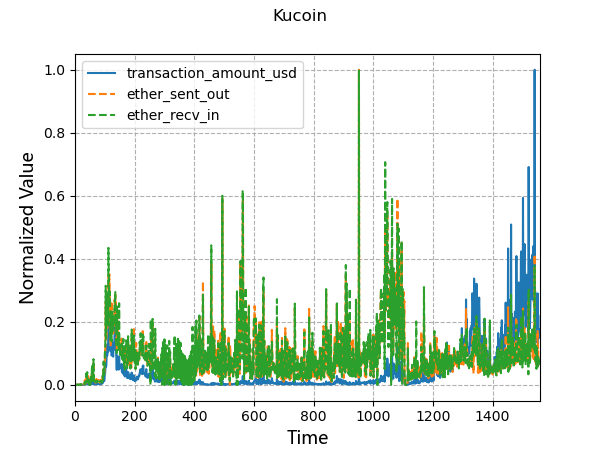 Kucoin
transaction_amount_usd
ether_sent_out
ether_recv_in
Normalized Value
1.0
0.8
0.6
0.4
0.2
0.0
0 200 400 600 800 1000 1200 1400
Time